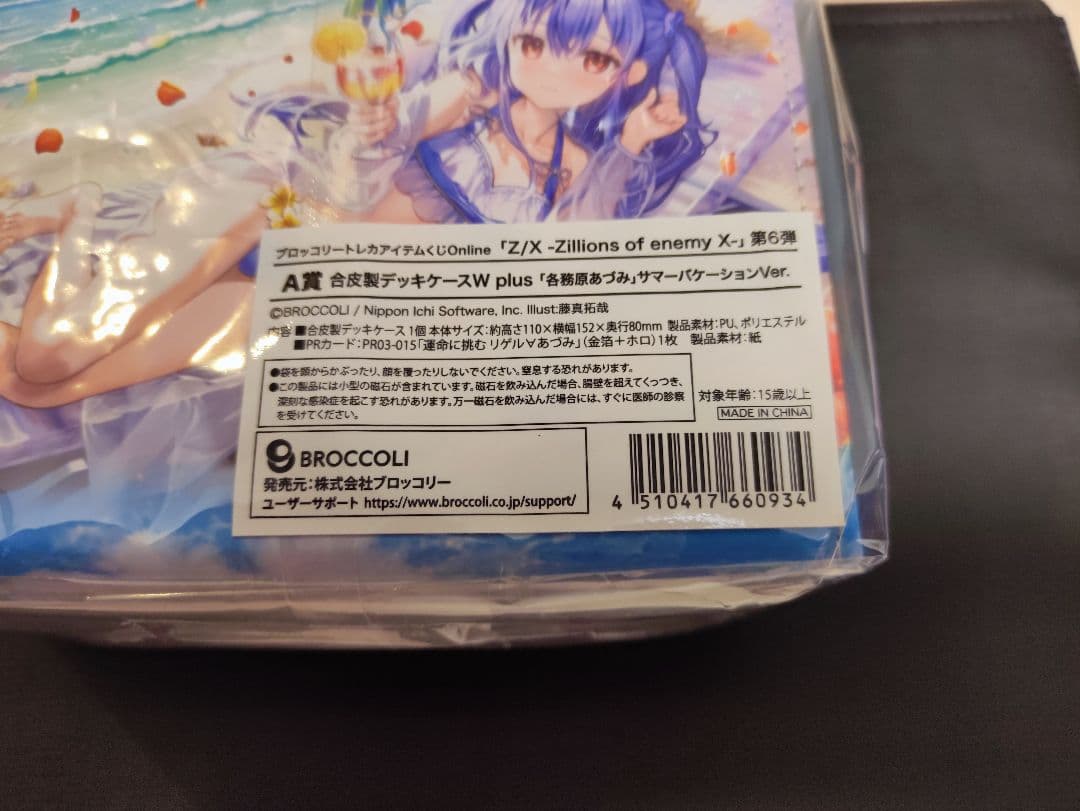 ブロッコリートレカアイテムくじOnline 「Z/X -Zillions of enemy X-」 第6弾
A賞 合皮製デッキケースW plus 「各務原あづみ」サマーバケーションVer.
©BROCCOLI / Nippon Ichi Software, Inc. Illust:藤真拓哉
内容 ■合皮製デッキケース 1個 本体サイズ:約高さ110×横幅152×奥行80mm 製品素材:PU、ポリエステル
■PRカード:PR03-015「運命に挑む リゲル∀あづみ」(金箔+ホロ)1枚 製品素材:紙
●袋を頭からかぶったり、顔を覆ったりしないでください。窒息する恐れがあります。
●この製品には小型の磁石が含まれています。磁石を飲み込んだ場合、腸壁を超えてくっつき、
深刻な感染症を起こす恐れがあります。万一磁石を飲み込んだ場合には、すぐに医師の診察
を受けてください。
対象年齢:15歳以上
MADE IN CHINA
BROCCOLI
発売元:株式会社ブロッコリー
ユーザーサポート https://www.broccoli.co.jp/support/
4 510417 660934